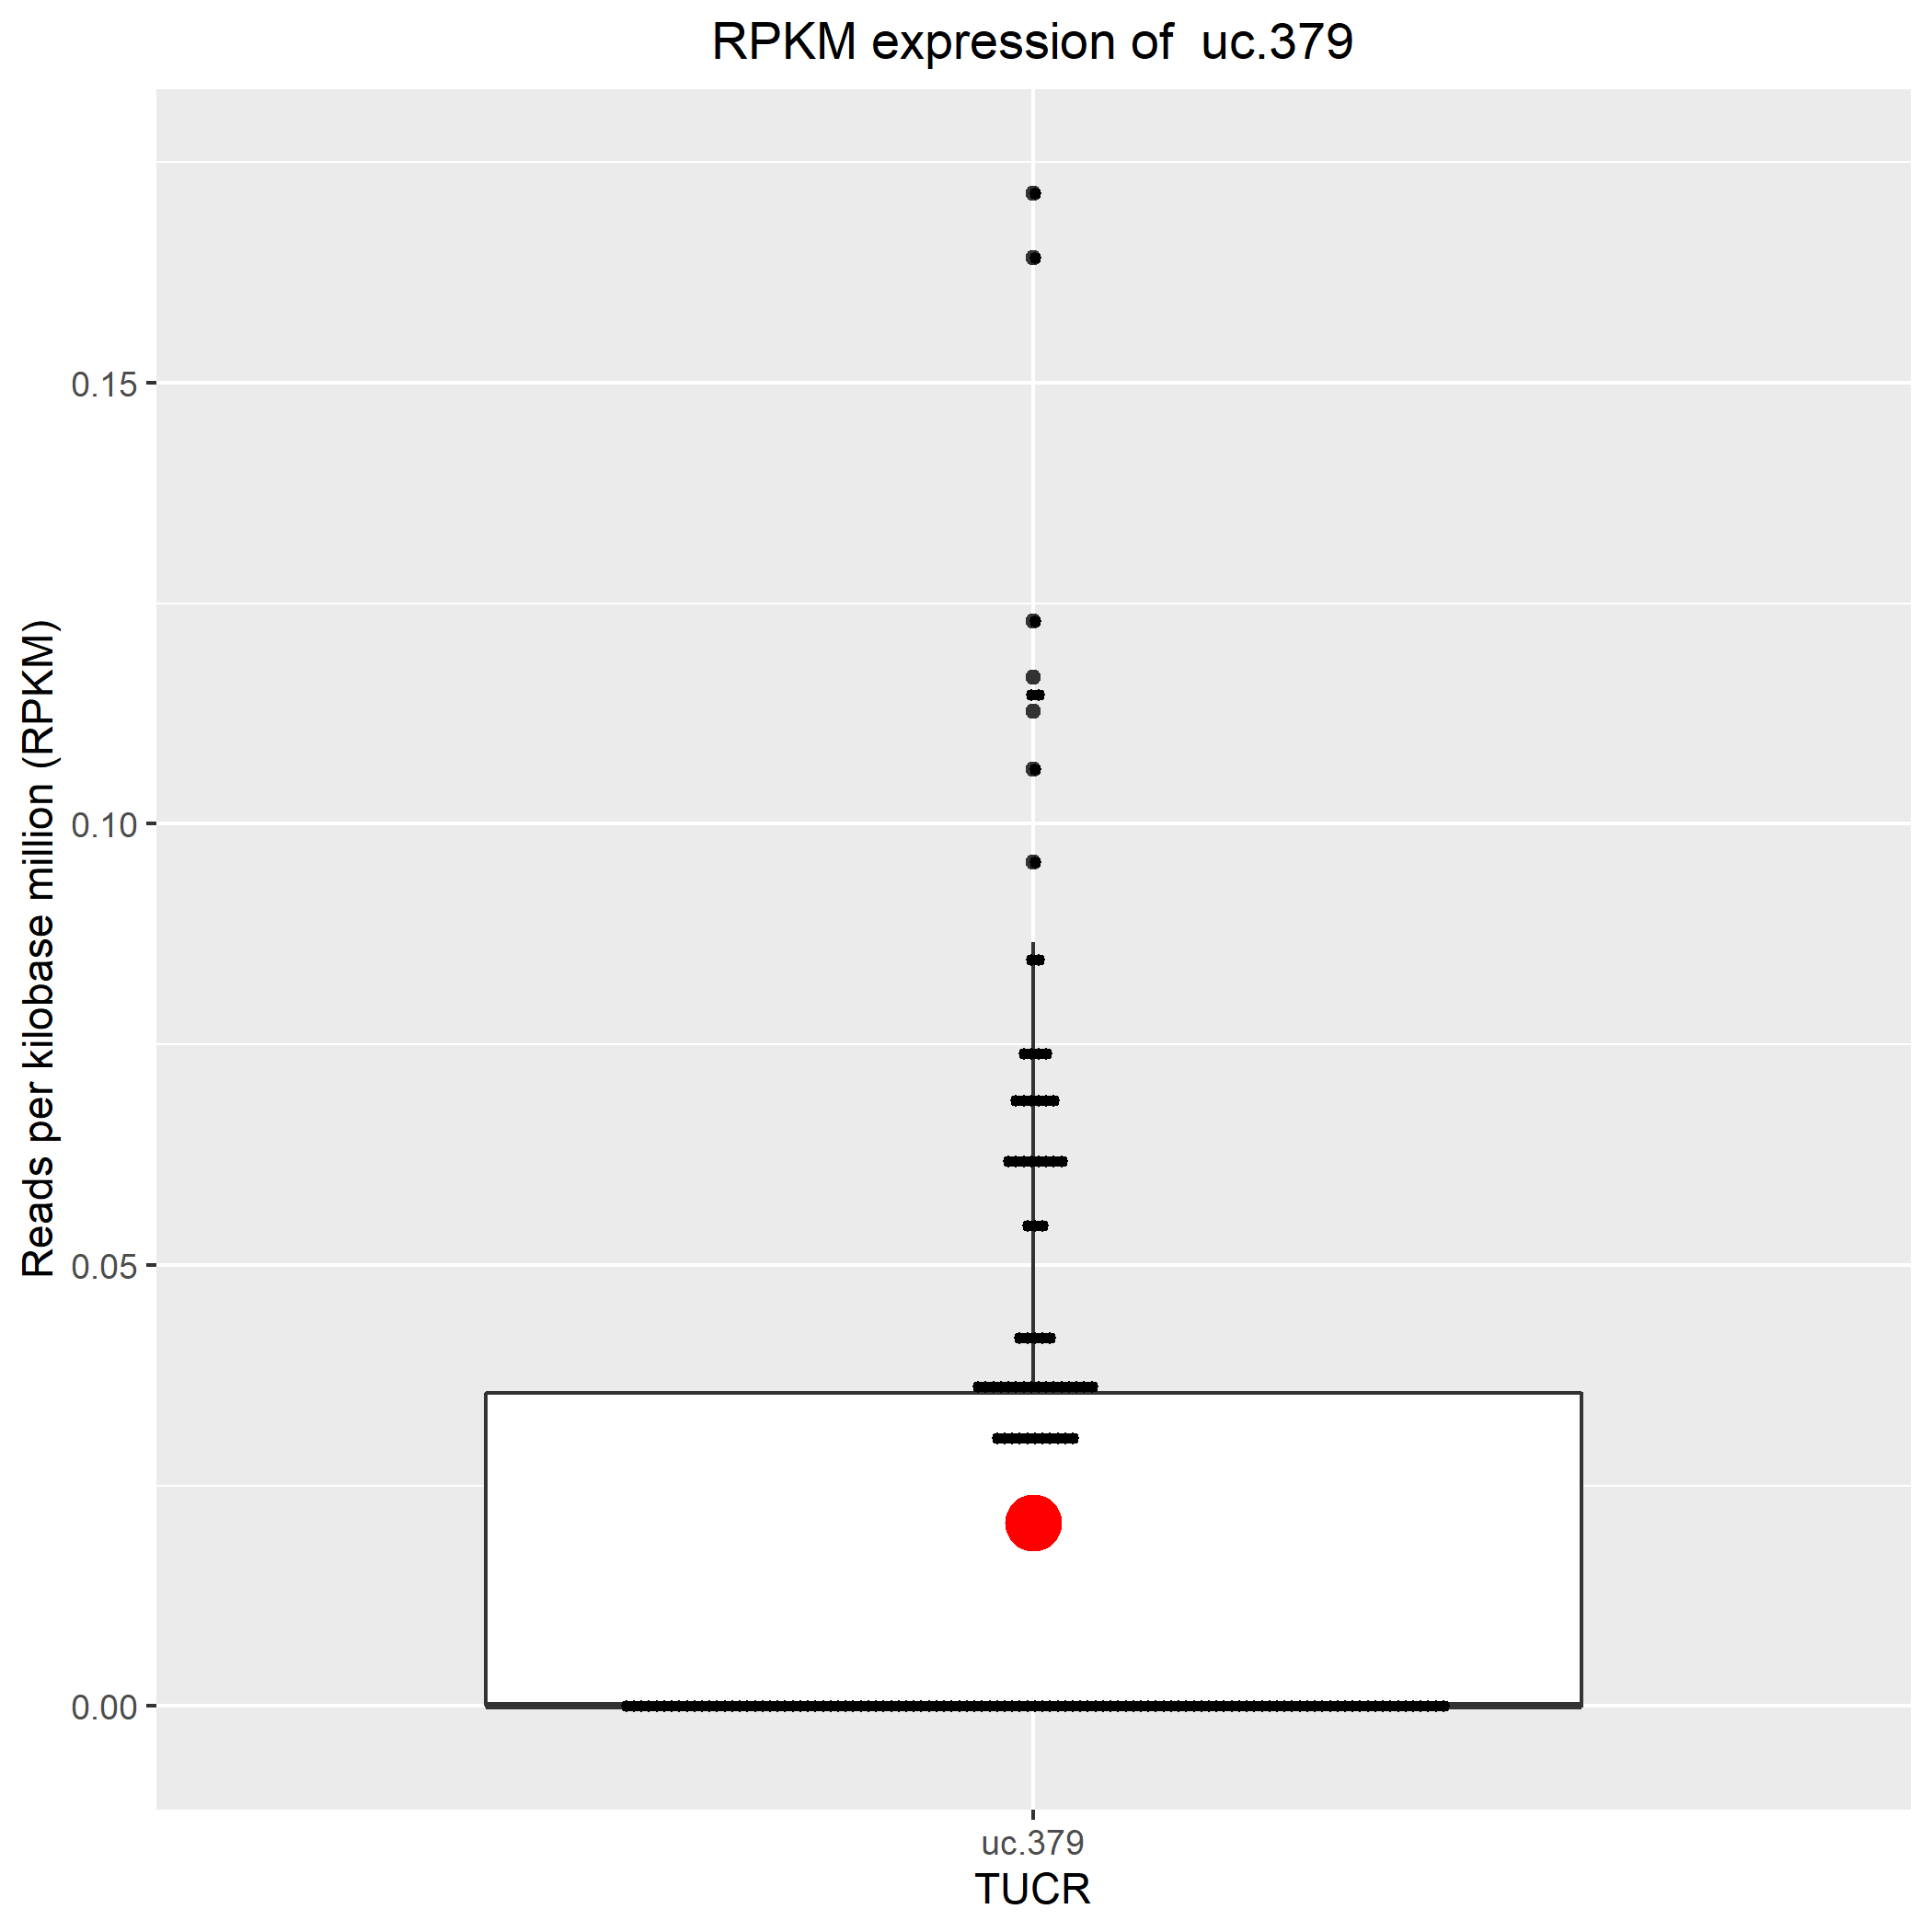 RPKM expression of  uc.379
Reads per kilobase million (RPKM)
0.15
0.10
0.05
0.00
uc.379
TUCR